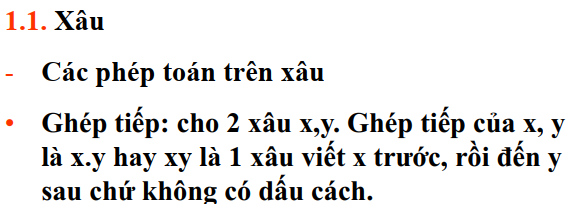 1.1. Xâu
- Các phép toán trên xâu
• Ghép tiếp: cho 2 xâu x,y. Ghép tiếp của x, y
là x.y hay xy là 1 xâu viết x trước, rồi đến y
sau chứ không có dấu cách.